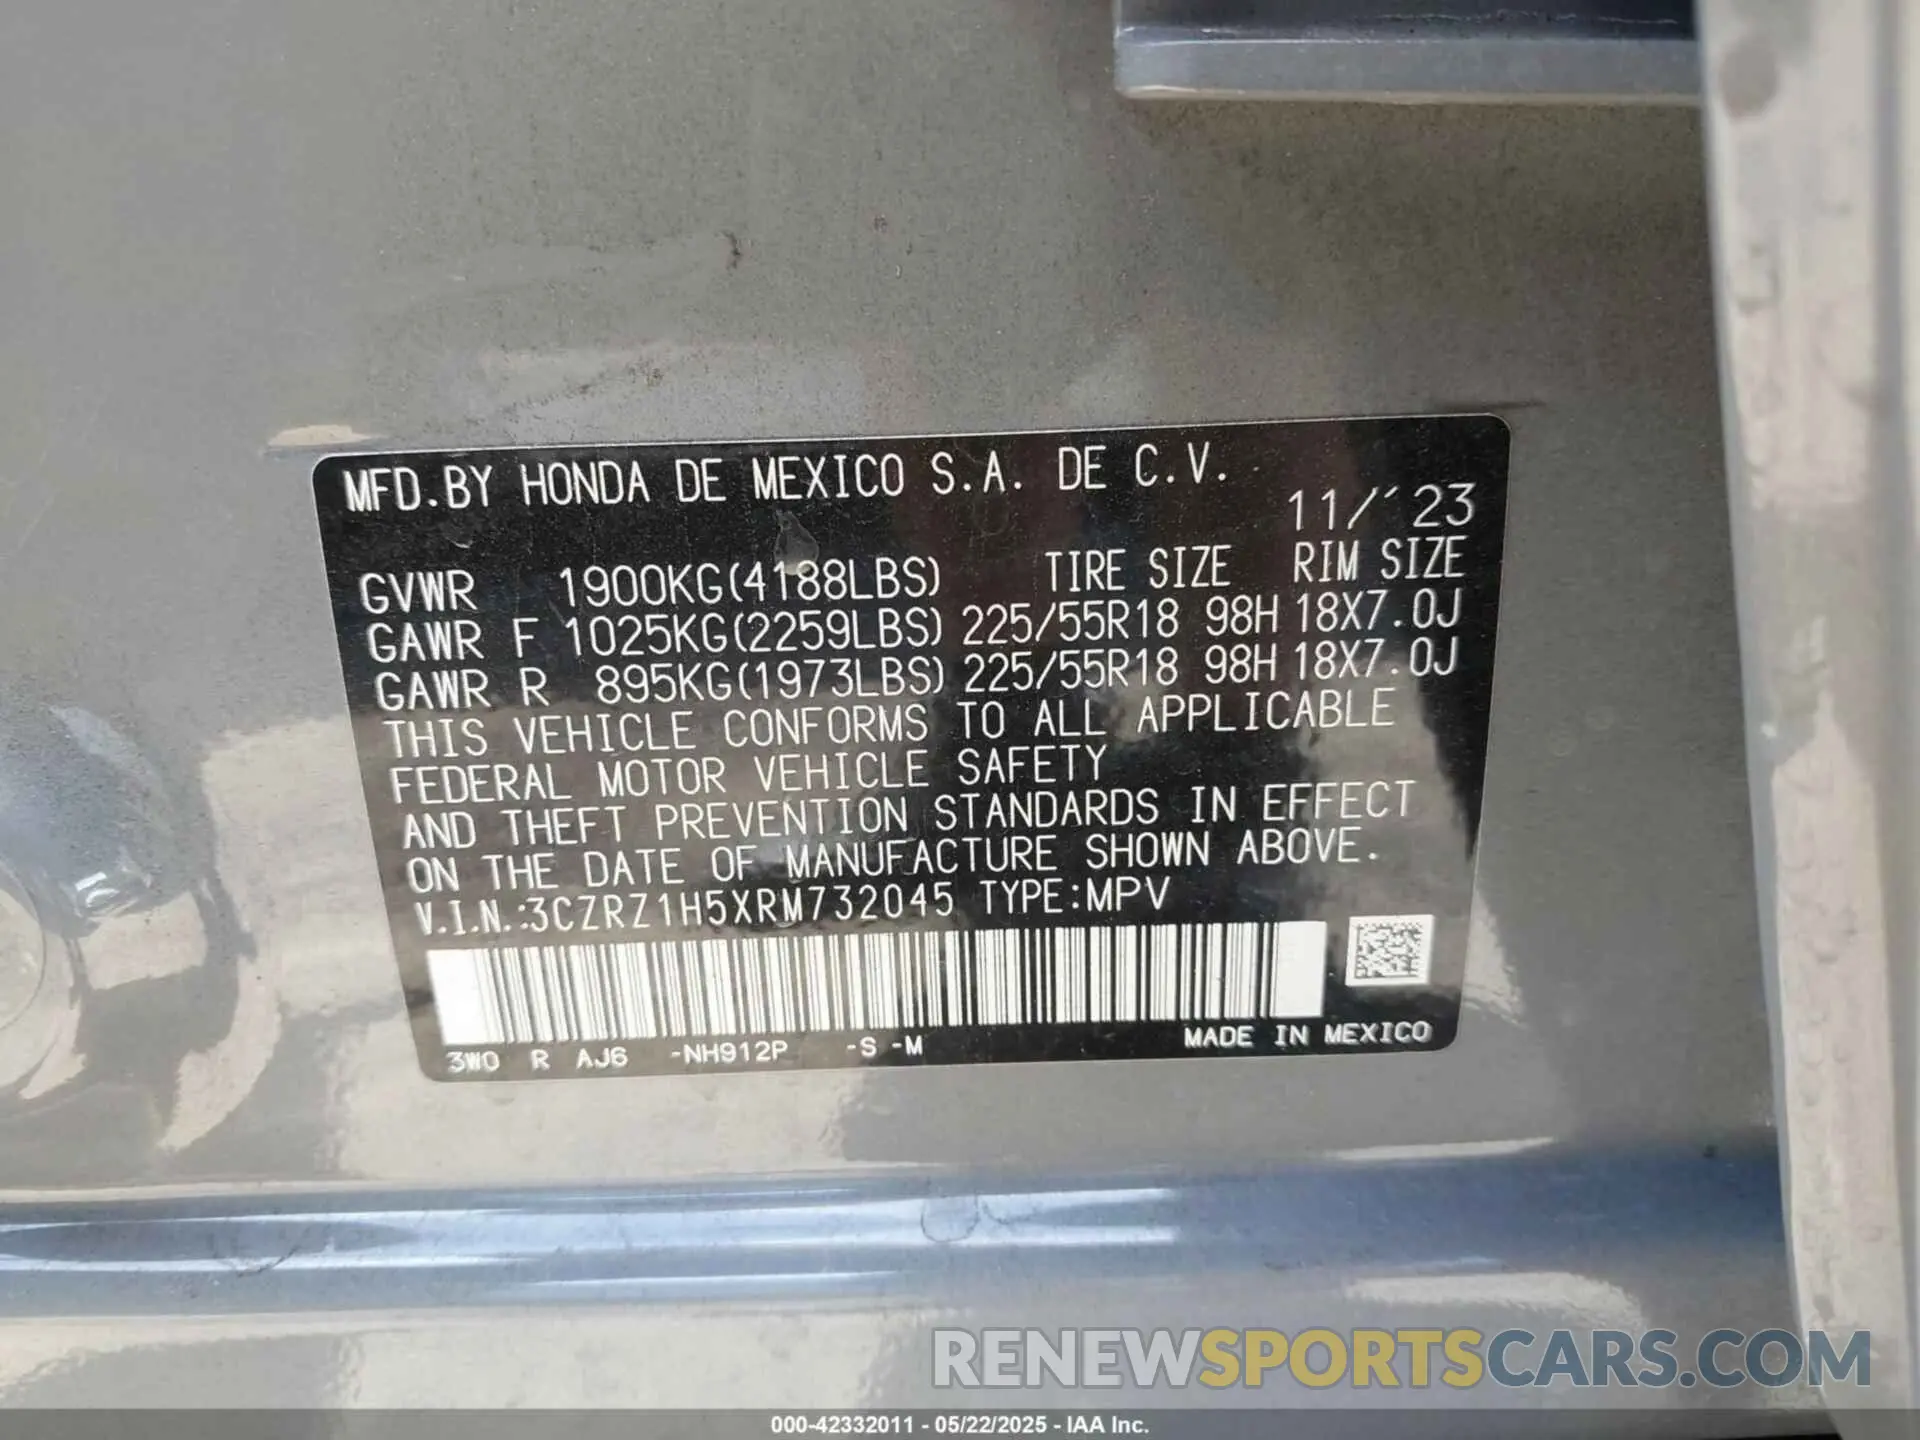 MFD.BY HONDA DE MEXICO S.A. DE C.V.
11/´23
GVWR 1900KG(4188LBS) TIRE SIZE RIM SIZE
GAWR F 1025KG(2259LBS) 225/55R18 98H 18X7.0J
GAWR R 895KG(1973LBS) 225/55R18 98H 18X7.0J
THIS VEHICLE CONFORMS TO ALL APPLICABLE
FEDERAL MOTOR VEHICLE SAFETY
AND THEFT PREVENTION STANDARDS IN EFFECT
ON THE DATE OF MANUFACTURE SHOWN ABOVE.
V.I.N.:3CZRZ1H5XRM732045 TYPE:MPV
3W0 R AJ6 -NH912P -S -M MADE IN MEXICO
RENEWSPORTSCARS.COM
000-42332011 - 05/22/2025 - IAA Inc.